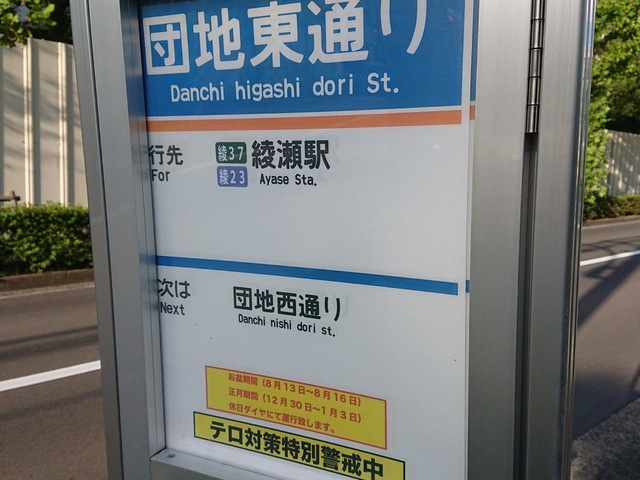 団地東通り
Danchi higashi dori St.
行先
For
綾37
綾23
綾瀬駅
Ayase Sta.
次は
Next
団地西通り
Danchi nishi dori st.
お盆期間（8月13日～8月16日）
正月期間（12月30日～1月3日）
休日ダイヤにて運行致します。
テロ対策特別警戒中